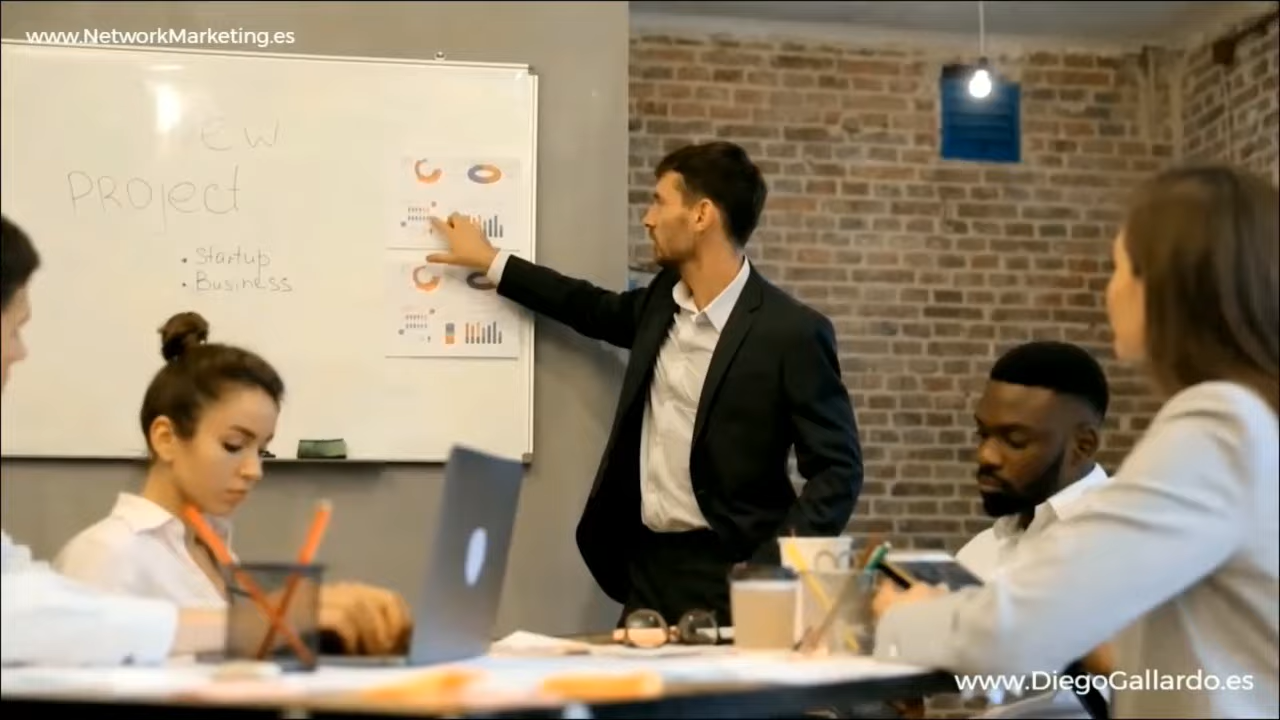 www.NetworkMarketing.es
ew
PROJect
• Startup
• Business
www.DiegoGallardo.es